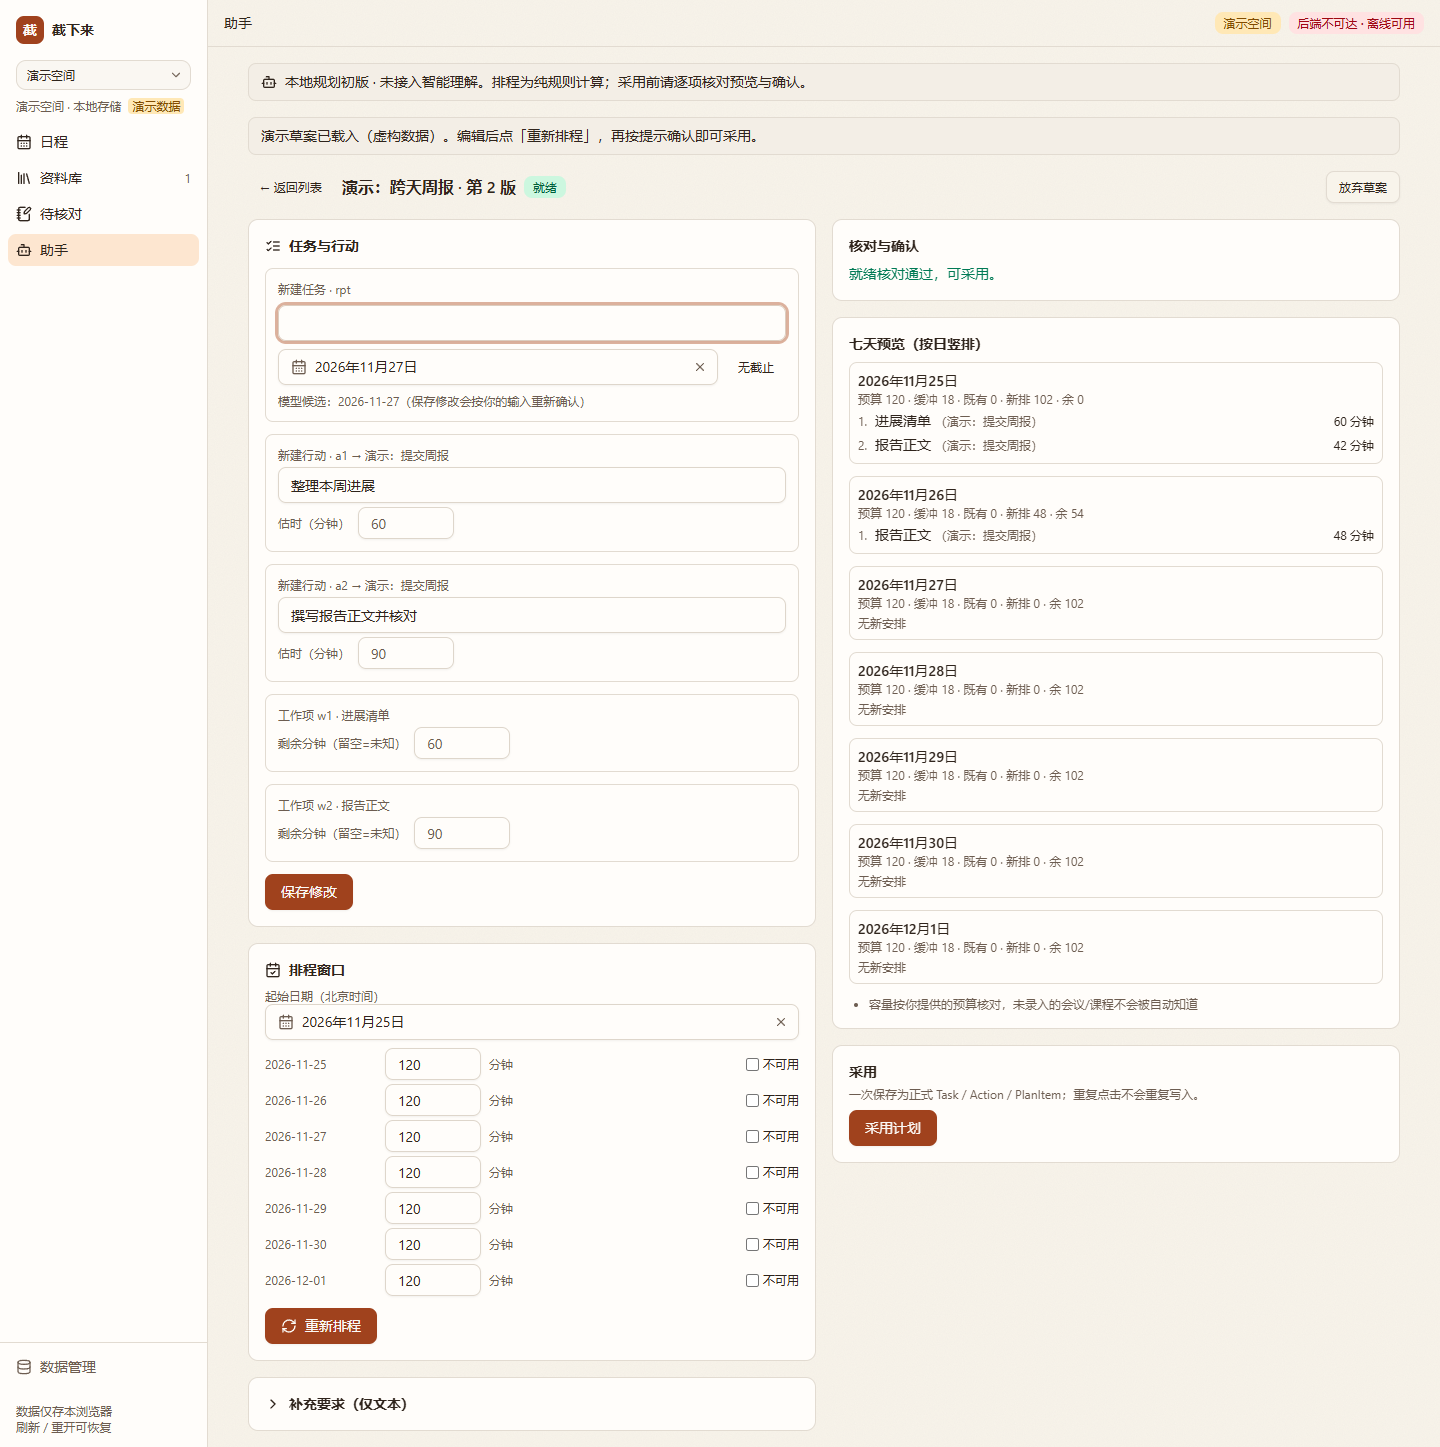 截 截下来
演示空间
演示空间 · 本地存储 演示数据
日程
资料库 1
待核对
助手
数据管理
数据仅存本浏览器
刷新 / 重开可恢复
助手
演示空间 后端不可达 · 离线可用
本地规划初版 · 未接入智能理解。排程为纯规则计算；采用前请逐项核对预览与确认。
演示草案已载入（虚构数据）。编辑后点「重新排程」，再按提示确认即可采用。
← 返回列表 演示：跨天周报 · 第 2 版 就绪 放弃草案
任务与行动
新建任务 · rpt
2026年11月27日 无截止
模型候选：2026-11-27（保存修改会按你的输入重新确认）
新建行动 · a1 → 演示：提交周报
整理本周进展
估时（分钟） 60
新建行动 · a2 → 演示：提交周报
撰写报告正文并核对
估时（分钟） 90
工作项 w1 · 进展清单
剩余分钟（留空=未知） 60
工作项 w2 · 报告正文
剩余分钟（留空=未知） 90
保存修改
排程窗口
起始日期（北京时间）
2026年11月25日
2026-11-25 120 分钟 不可用
2026-11-26 120 分钟 不可用
2026-11-27 120 分钟 不可用
2026-11-28 120 分钟 不可用
2026-11-29 120 分钟 不可用
2026-11-30 120 分钟 不可用
2026-12-01 120 分钟 不可用
重新排程
补充要求（仅文本）
核对与确认
就绪核对通过，可采用。
七天预览（按日竖排）
2026年11月25日
预算 120 · 缓冲 18 · 既有 0 · 新排 102 · 余 0
1. 进展清单 （演示：提交周报） 60 分钟
2. 报告正文 （演示：提交周报） 42 分钟
2026年11月26日
预算 120 · 缓冲 18 · 既有 0 · 新排 48 · 余 54
1. 报告正文 （演示：提交周报） 48 分钟
2026年11月27日
预算 120 · 缓冲 18 · 既有 0 · 新排 0 · 余 102
无新安排
2026年11月28日
预算 120 · 缓冲 18 · 既有 0 · 新排 0 · 余 102
无新安排
2026年11月29日
预算 120 · 缓冲 18 · 既有 0 · 新排 0 · 余 102
无新安排
2026年11月30日
预算 120 · 缓冲 18 · 既有 0 · 新排 0 · 余 102
无新安排
2026年12月1日
预算 120 · 缓冲 18 · 既有 0 · 新排 0 · 余 102
无新安排
• 容量按你提供的预算核对，未录入的会议/课程不会被自动知道
采用
一次保存为正式 Task / Action / PlanItem；重复点击不会重复写入。
采用计划